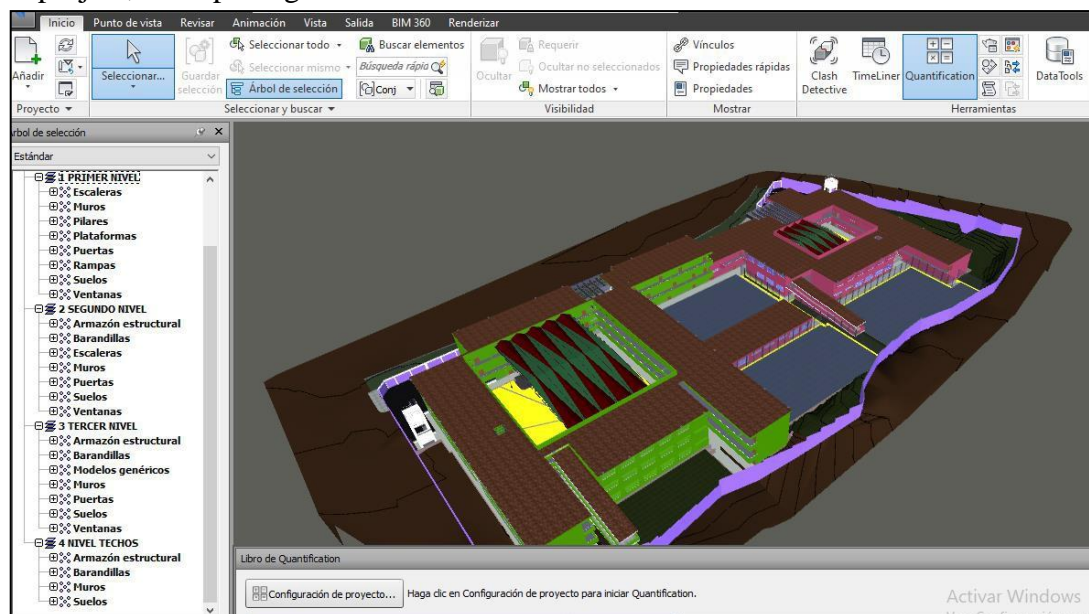 Inicio Punto de vista Revisar Animación Vista Salida BIM 360 Renderizar
Añadir
Seleccionar...
Guardar selección
Seleccionar todo
Seleccionar mismo
Árbol de selección
Buscar elementos
Búsqueda rápid
Conj
Ocultar
Requerir
Ocultar no seleccionados
Mostrar todos
Vínculos
Propiedades rápidas
Propiedades
Clash Detective
TimeLiner
Quantification
DataTools
Proyecto Seleccionar y buscar Visibilidad Mostrar Herramientas
rbol de selección
Estándar
1 PRIMER NIVEL
Escaleras
Muros
Pilares
Plataformas
Puertas
Rampas
Suelos
Ventanas
2 SEGUNDO NIVEL
Armazón estructural
Barandillas
Escaleras
Muros
Puertas
Suelos
Ventanas
3 TERCER NIVEL
Armazón estructural
Barandillas
Modelos genéricos
Muros
Puertas
Suelos
Ventanas
4 NIVEL TECHOS
Armazón estructural
Barandillas
Muros
Suelos
Libro de Quantification
Configuración de proyecto... Haga clic en Configuración de proyecto para iniciar Quantification.
Activar Windows